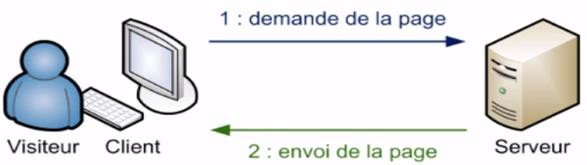 1 : demande de la page
Visiteur
Client
2 : envoi de la page
Serveur